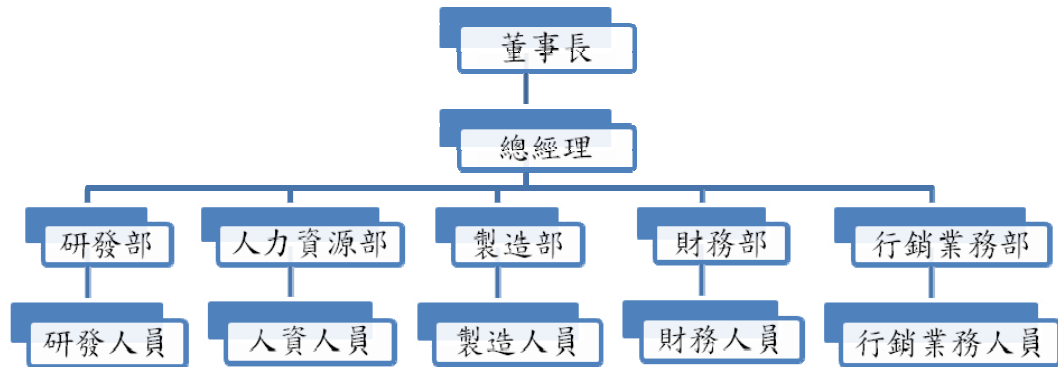 董事長
總經理
研發部
人力資源部
製造部
財務部
行銷業務部
研發人員
人資人員
製造人員
財務人員
行銷業務人員